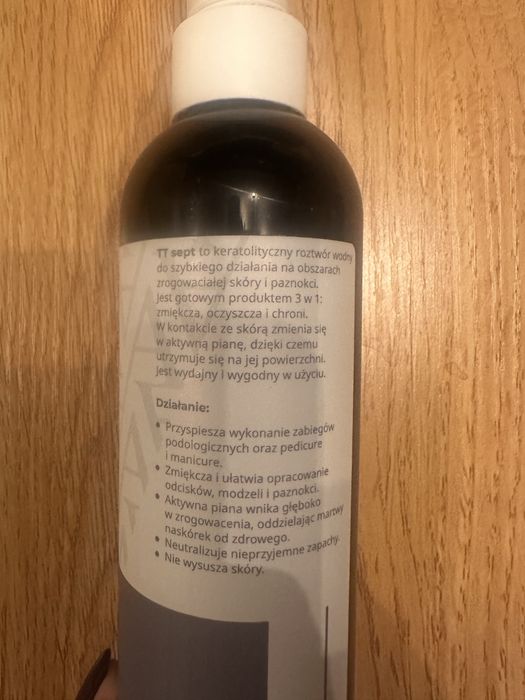 TT sept to keratolityczny roztwór wodny
do szybkiego działania na obszarach
zrogowaciałej skóry i paznokci.
Jest gotowym produktem 3 w 1:
zmiękcza, oczyszcza i chroni.
W kontakcie ze skórą zmienia się
w aktywną pianę, dzięki czemu
utrzymuje się na jej powierzchni.
Jest wydajny i wygodny w użyciu.
Działanie:
• Przyspiesza wykonanie zabiegów
podologicznych oraz pedicure
i manicure.
• Zmiękcza i ułatwia opracowanie
odcisków, modzeli i paznokci.
• Aktywna piana wnika głęboko
w zrogowacenia, oddzielając martwy
naskórek od zdrowego.
• Neutralizuje nieprzyjemne zapachy.
• Nie wysusza skóry.